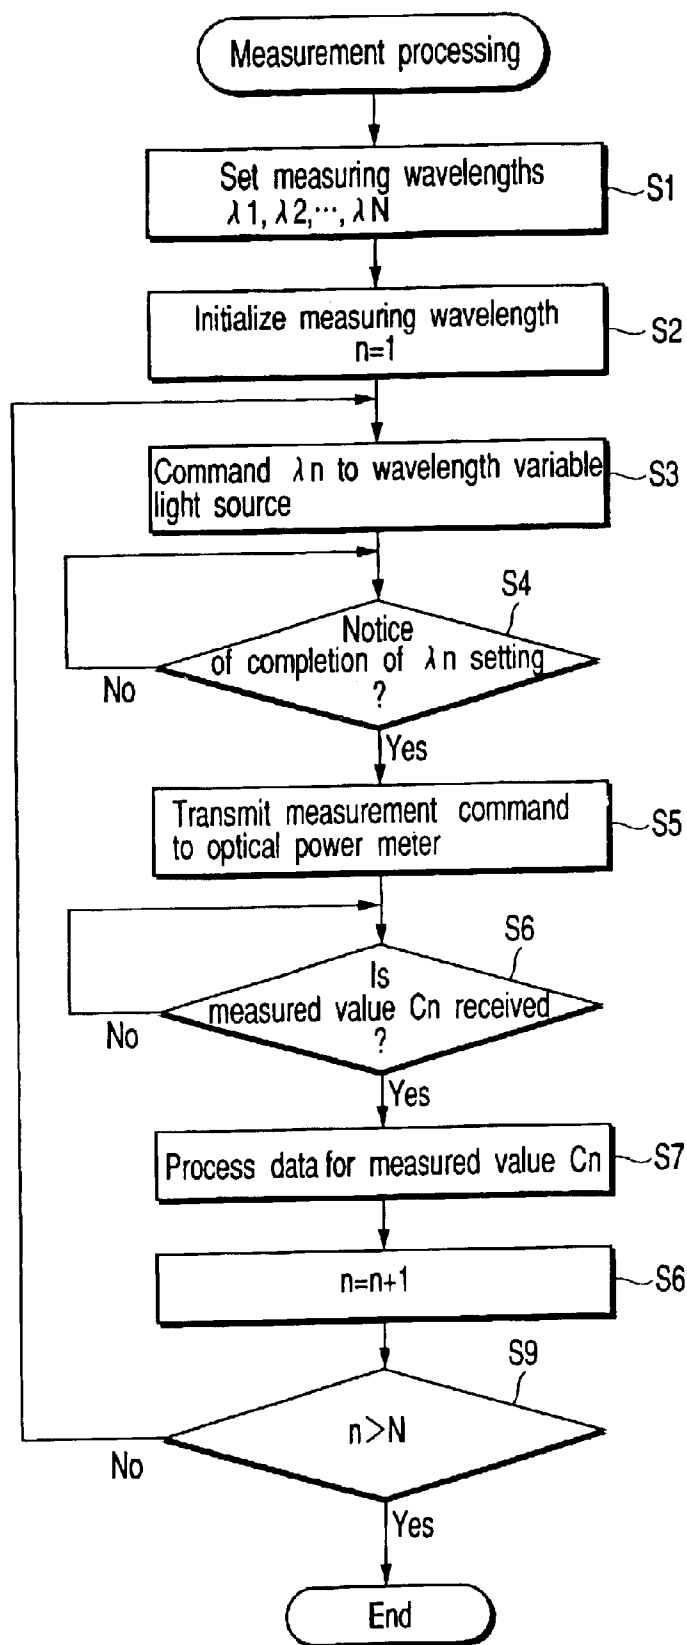 Measurement processing
Set measuring wavelengths
λ1, λ2,···, λN
S1
Initialize measuring wavelength
n=1
S2
Command λn to wavelength variable
light source
S3
S4
Notice
of completion of λn setting
?
No
Yes
Transmit measurement command
to optical power meter
S5
S6
Is
measured value Cn received
?
No
Yes
Process data for measured value Cn
S7
n=n+1
S6
S9
n>N
No
Yes
End